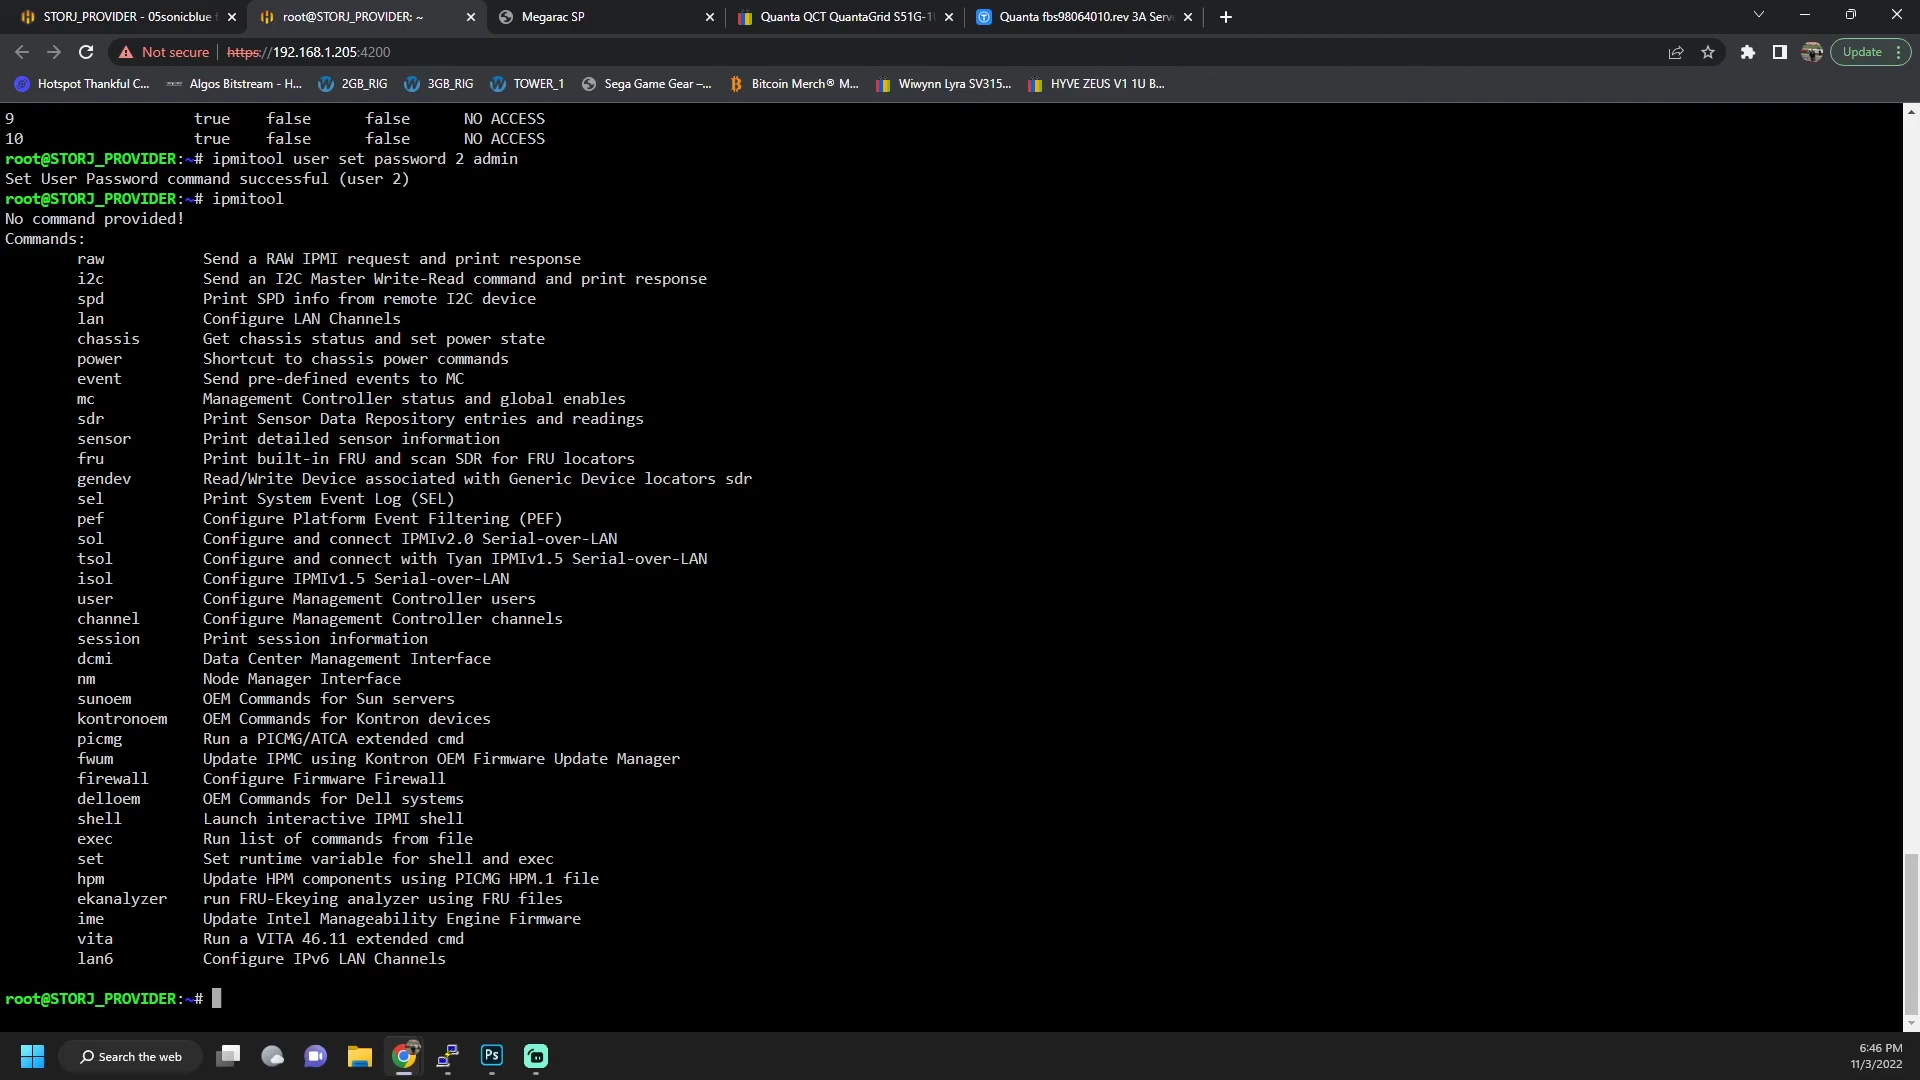 STORJ_PROVIDER - 05sonicblue
root@STORJ_PROVIDER: ~
Megarac SP
Quanta QCT QuantaGrid S51G-1
Quanta fbs98064010.rev 3A Serv
Not secure
https://192.168.1.205:4200
Update
Hotspot Thankful C...
Algos Bitstream - H...
2GB_RIG
3GB_RIG
TOWER_1
Sega Game Gear –...
Bitcoin Merch® M...
Wiwynn Lyra SV315...
HYVE ZEUS V1 1U B...
9 true false false NO ACCESS
10 true false false NO ACCESS
root@STORJ_PROVIDER:~# ipmitool user set password 2 admin
Set User Password command successful (user 2)
root@STORJ_PROVIDER:~# ipmitool
No command provided!
Commands:
raw Send a RAW IPMI request and print response
i2c Send an I2C Master Write-Read command and print response
spd Print SPD info from remote I2C device
lan Configure LAN Channels
chassis Get chassis status and set power state
power Shortcut to chassis power commands
event Send pre-defined events to MC
mc Management Controller status and global enables
sdr Print Sensor Data Repository entries and readings
sensor Print detailed sensor information
fru Print built-in FRU and scan SDR for FRU locators
gendev Read/Write Device associated with Generic Device locators sdr
sel Print System Event Log (SEL)
pef Configure Platform Event Filtering (PEF)
sol Configure and connect IPMIv2.0 Serial-over-LAN
tsol Configure and connect with Tyan IPMIv1.5 Serial-over-LAN
isol Configure IPMIv1.5 Serial-over-LAN
user Configure Management Controller users
channel Configure Management Controller channels
session Print session information
dcmi Data Center Management Interface
nm Node Manager Interface
sunoem OEM Commands for Sun servers
kontronoem OEM Commands for Kontron devices
picmg Run a PICMG/ATCA extended cmd
fwum Update IPMC using Kontron OEM Firmware Update Manager
firewall Configure Firmware Firewall
delloem OEM Commands for Dell systems
shell Launch interactive IPMI shell
exec Run list of commands from file
set Set runtime variable for shell and exec
hpm Update HPM components using PICMG HPM.1 file
ekanalyzer run FRU-Ekeying analyzer using FRU files
ime Update Intel Manageability Engine Firmware
vita Run a VITA 46.11 extended cmd
lan6 Configure IPv6 LAN Channels
root@STORJ_PROVIDER:~#
Search the web
Ps
6:46 PM
11/3/2022